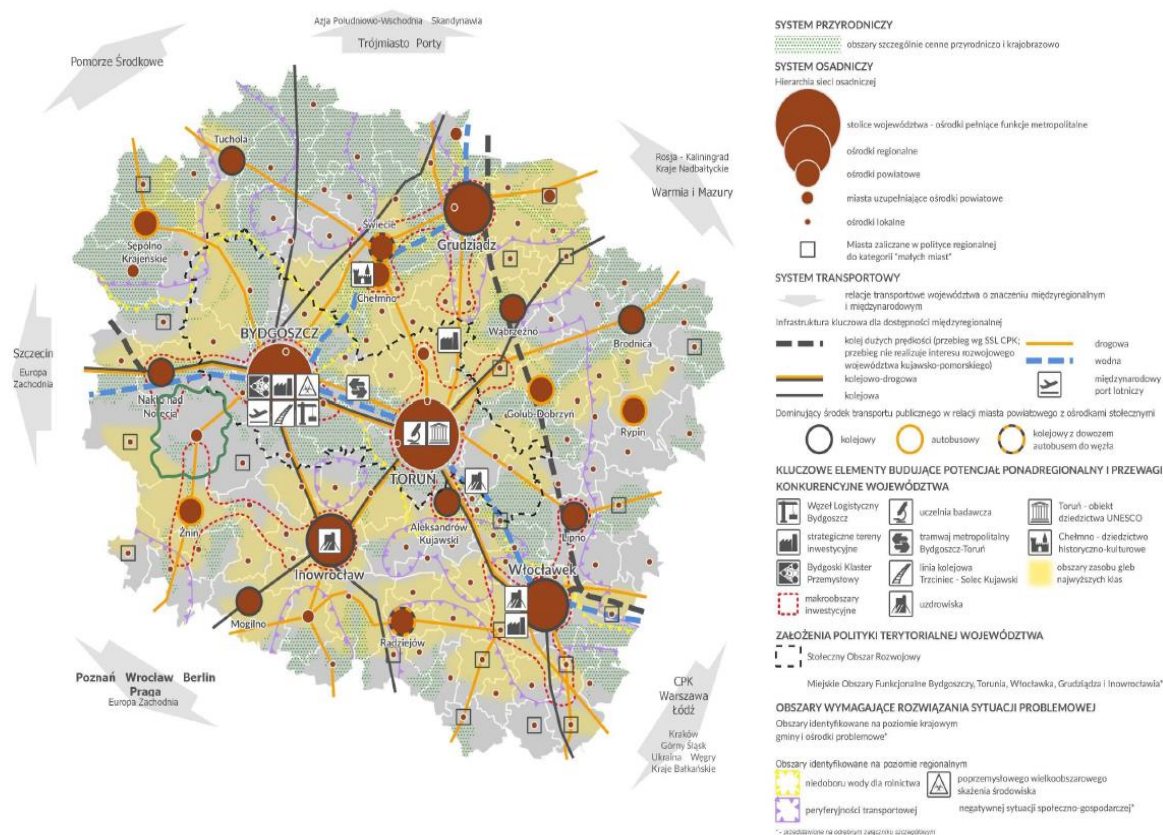 Azja Południowo-Wschodnia Skandynawia
Trójmiasto Porty
Pomorze Środkowe
Rosja - Kaliningrad
Kraje Nadbałtyckie
Warmia i Mazury
Szczecin
Europa
Zachodnia
Poznań Wrocław Berlin
Praga
Europa Zachodnia
CPK
Warszawa
Łódź
Kraków
Górny Śląsk
Ukraina Węgry
Kraje Bałkańskie
Tuchola
Sępólno
Krajeńskie
Świecie
Grudziądz
Chełmno
BYDGOSZCZ
Wąbrzeźno
Brodnica
Nakło nad
Notecią
Golub-Dobrzyń
Rypin
TORUŃ
Żnin
Aleksandrów
Kujawski
Lipno
Inowrocław
Włocławek
Mogilno
Radziejów
SYSTEM PRZYRODNICZY
obszary szczególnie cenne przyrodniczo i krajobrazowo
SYSTEM OSADNICZY
Hierarchia sieci osadniczej
stolice województwa - ośrodki pełniące funkcje metropolitalne
ośrodki regionalne
ośrodki powiatowe
miasta uzupełniające ośrodki powiatowe
ośrodki lokalne
Miasta zaliczane w polityce regionalnej
do kategorii "małych miast"
SYSTEM TRANSPORTOWY
relacje transportowe województwa o znaczeniu międzyregionalnym
i międzynarodowym
Infrastruktura kluczowa dla dostępności międzyregionalnej
kolej dużych prędkości (przebieg wg SSL CPK;
przebieg nie realizuje interesu rozwojowego
województwa kujawsko-pomorskiego)
kolejowo-drogowa
kolejowa
drogowa
wodna
międzynarodowy
port lotniczy
Dominujący środek transportu publicznego w relacji miasta powiatowego z ośrodkami stołecznymi
kolejowy
autobusowy
kolejowy z dowozem
autobusem do węzła
KLUCZOWE ELEMENTY BUDUJĄCE POTENCJAŁ PONADREGIONALNY I PRZEWAGI
KONKURENCYJNE WOJEWÓDZTWA
Węzeł Logistyczny
Bydgoszcz
uczelnia badawcza
Toruń - obiekt
dziedzictwa UNESCO
strategiczne tereny
inwestycyjne
tramwaj metropolitalny
Bydgoszcz-Toruń
Chełmno - dziedzictwo
historyczno-kulturowe
Bydgoski Klaster
Przemysłowy
linia kolejowa
Trzciniec - Solec Kujawski
obszary zasobu gleb
najwyższych klas
makroobszary
inwestycyjne
uzdrowiska
ZAŁOŻENIA POLITYKI TERYTORIALNEJ WOJEWÓDZTWA
Stołeczny Obszar Rozwojowy
Miejskie Obszary Funkcjonalne Bydgoszczy, Torunia, Włocławka, Grudziądza i Inowrocławia*
OBSZARY WYMAGAJĄCE ROZWIĄZANIA SYTUACJI PROBLEMOWEJ
Obszary identyfikowane na poziomie krajowym
gminy i ośrodki problemowe*
Obszary identyfikowane na poziomie regionalnym
niedoboru wody dla rolnictwa
poprzemysłowego wielkoobszarowego
skażenia środowiska
peryferyjności transportowej
negatywnej sytuacji społeczno-gospodarczej*
* - przedstawione na odrębnym załączniku szczegółowym